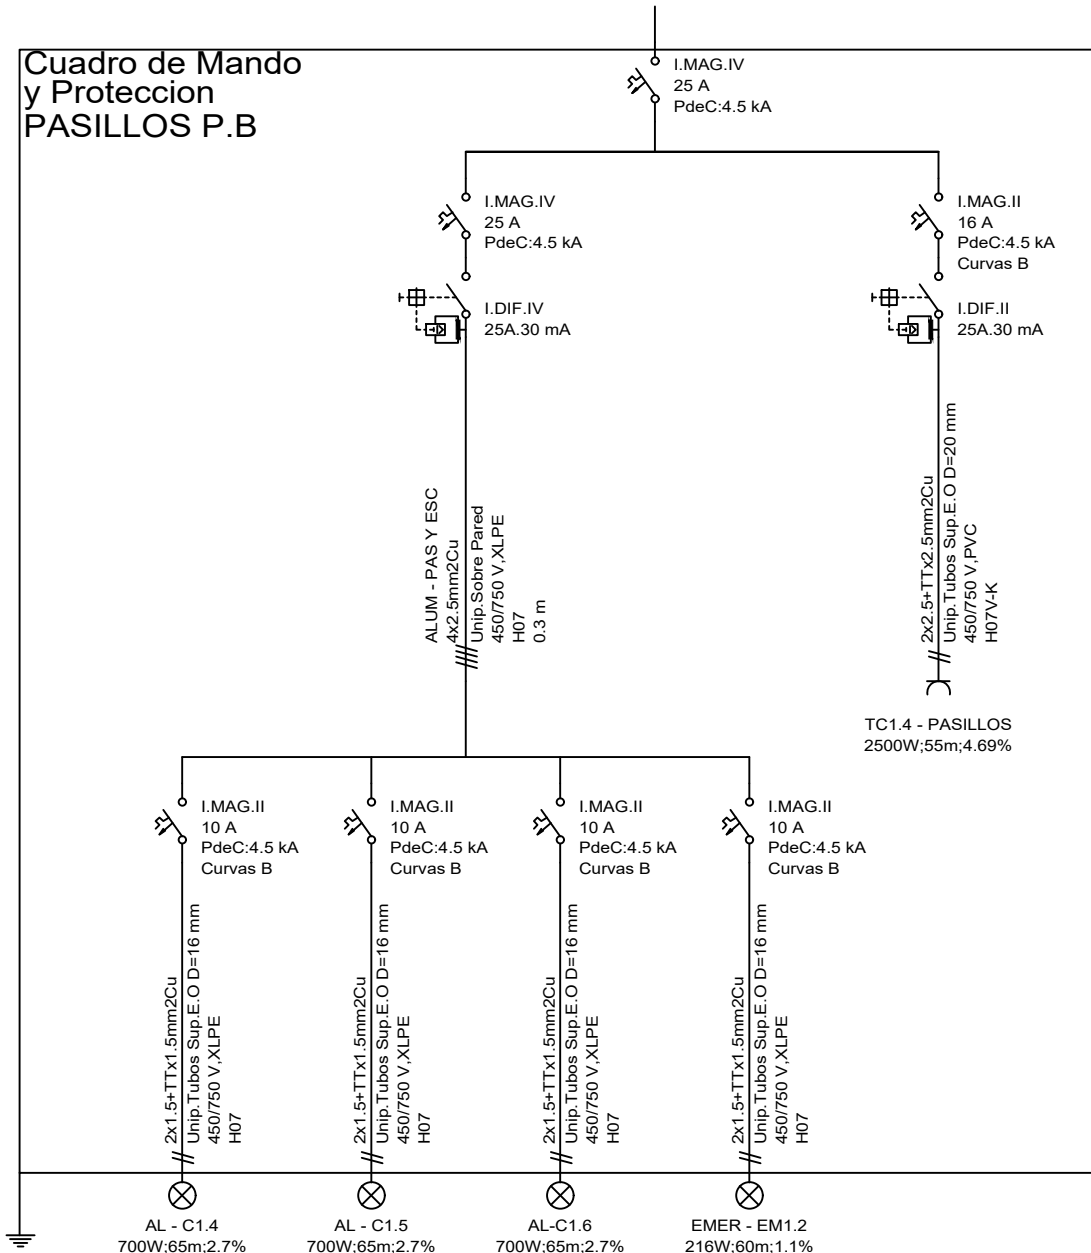 Cuadro de Mando
y Proteccion
PASILLOS P.B
I.MAG.IV
25 A
PdeC:4.5 kA
I.MAG.IV
25 A
PdeC:4.5 kA
I.MAG.II
16 A
PdeC:4.5 kA
Curvas B
I.DIF.IV
25A.30 mA
I.DIF.II
25A.30 mA
ALUM - PAS Y ESC
4x2.5mm2Cu
Unip.Sobre Pared
450/750 V,XLPE
H07
0.3 m
2x2.5+TTx2.5mm2Cu
Unip.Tubos Sup.E.O D=20 mm
450/750 V,PVC
H07V-K
TC1.4 - PASILLOS
2500W;55m;4.69%
I.MAG.II
10 A
PdeC:4.5 kA
Curvas B
I.MAG.II
10 A
PdeC:4.5 kA
Curvas B
I.MAG.II
10 A
PdeC:4.5 kA
Curvas B
I.MAG.II
10 A
PdeC:4.5 kA
Curvas B
2x1.5+TTx1.5mm2Cu
Unip.Tubos Sup.E.O D=16 mm
450/750 V,XLPE
H07
2x1.5+TTx1.5mm2Cu
Unip.Tubos Sup.E.O D=16 mm
450/750 V,XLPE
H07
2x1.5+TTx1.5mm2Cu
Unip.Tubos Sup.E.O D=16 mm
450/750 V,XLPE
H07
2x1.5+TTx1.5mm2Cu
Unip.Tubos Sup.E.O D=16 mm
450/750 V,XLPE
H07
AL - C1.4
700W;65m;2.7%
AL - C1.5
700W;65m;2.7%
AL-C1.6
700W;65m;2.7%
EMER - EM1.2
216W;60m;1.1%